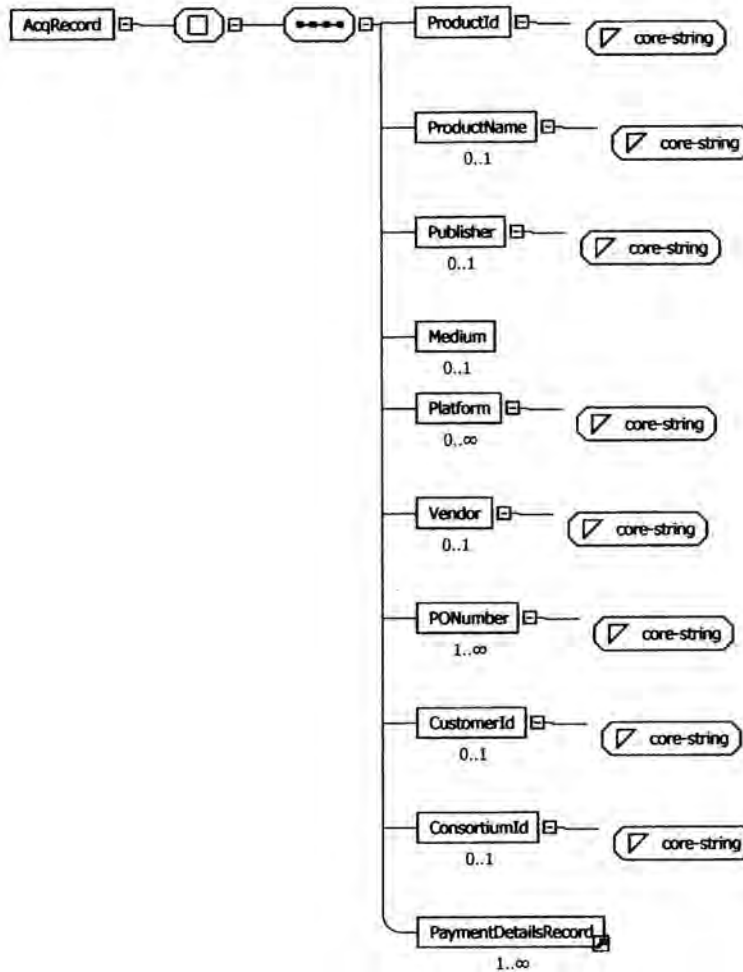 AcqRecord
ProductId
core-string
ProductName
core-string
0..1
Publisher
core-string
0..1
Medium
0..1
Platform
core-string
0..∞
Vendor
core-string
0..1
PONumber
core-string
1..∞
CustomerId
core-string
0..1
ConsortiumId
core-string
0..1
PaymentDetailsRecord
1..∞